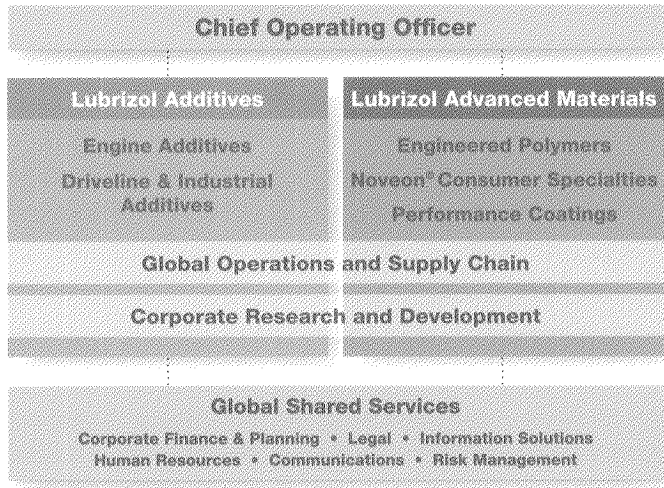 Chief Operating Officer
Lubrizol Additives
Engine Additives
Driveline & Industrial
Additives
Lubrizol Advanced Materials
Engineered Polymers
Noveon® Consumer Specialties
Performance Coatings
Global Operations and Supply Chain
Corporate Research and Development
Global Shared Services
Corporate Finance & Planning • Legal • Information Solutions
Human Resources • Communications • Risk Management